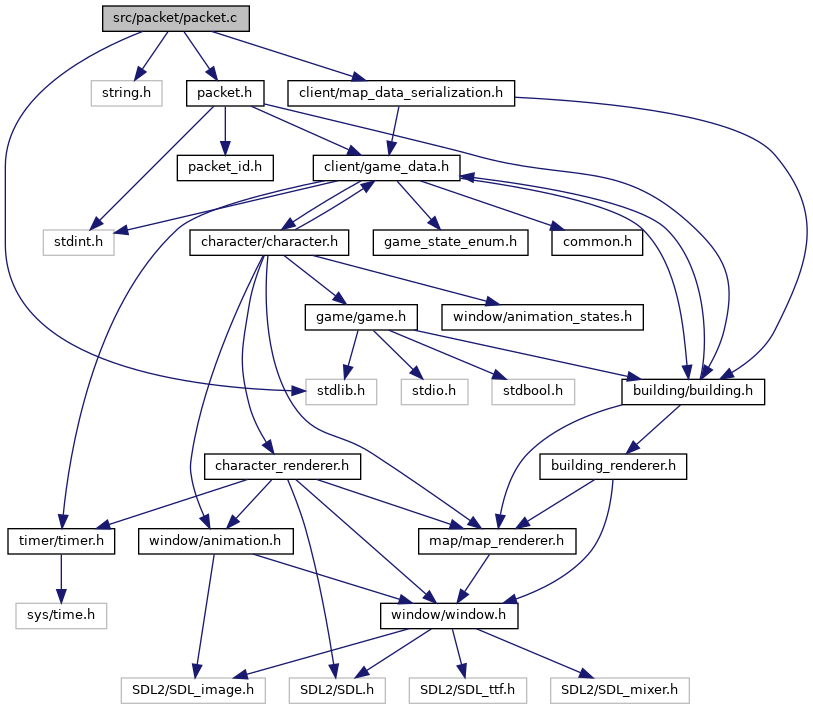 src/packet/packet.c
string.h
packet.h
client/map_data_serialization.h
packet_id.h
client/game_data.h
stdint.h
character/character.h
game_state_enum.h
common.h
game/game.h
window/animation_states.h
stdlib.h
stdio.h
stdbool.h
building/building.h
character_renderer.h
building_renderer.h
timer/timer.h
window/animation.h
map/map_renderer.h
sys/time.h
window/window.h
SDL2/SDL_image.h
SDL2/SDL.h
SDL2/SDL_ttf.h
SDL2/SDL_mixer.h